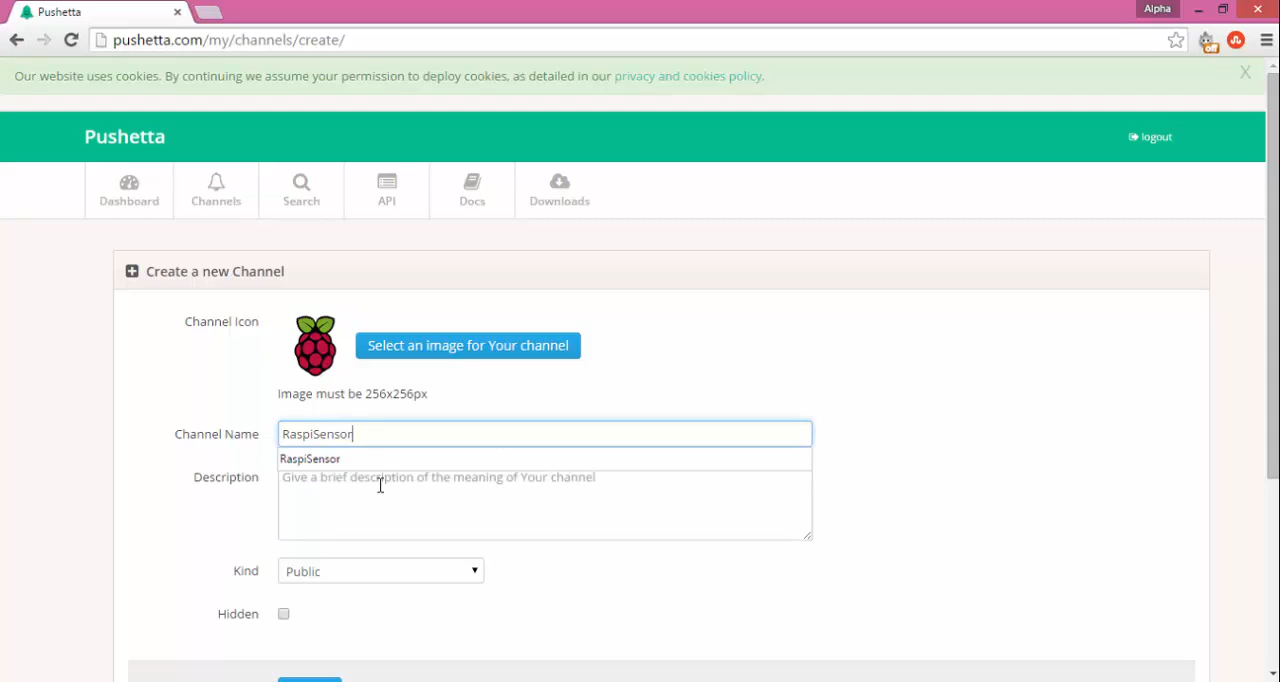 Pushetta
Alpha
pushetta.com/my/channels/create/
off
Our website uses cookies. By continuing we assume your permission to deploy cookies, as detailed in our privacy and cookies policy.
X
Pushetta
logout
Dashboard
Channels
Search
API
Docs
Downloads
Create a new Channel
Channel Icon
Select an image for Your channel
Image must be 256x256px
Channel Name
RaspiSensor
RaspiSensor
Description
Give a brief description of the meaning of Your channel
Kind
Public
Hidden